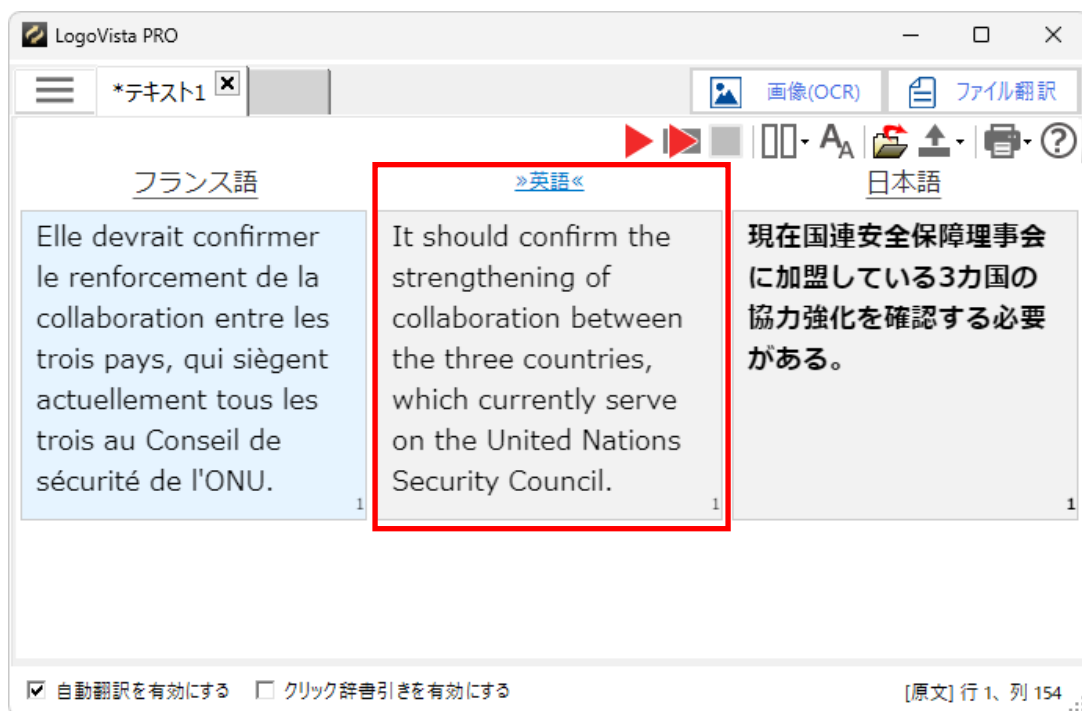 LogoVista PRO
*テキスト1
画像(OCR)
ファイル翻訳
フランス語
»英語«
日本語
Elle devrait confirmer
le renforcement de la
collaboration entre les
trois pays, qui siègent
actuellement tous les
trois au Conseil de
sécurité de l'ONU.
1
It should confirm the
strengthening of
collaboration between
the three countries,
which currently serve
on the United Nations
Security Council.
1
現在国連安全保障理事会
に加盟している3カ国の
協力強化を確認する必要
がある。
1
自動翻訳を有効にする
クリック辞書引きを有効にする
[原文] 行 1、列 154